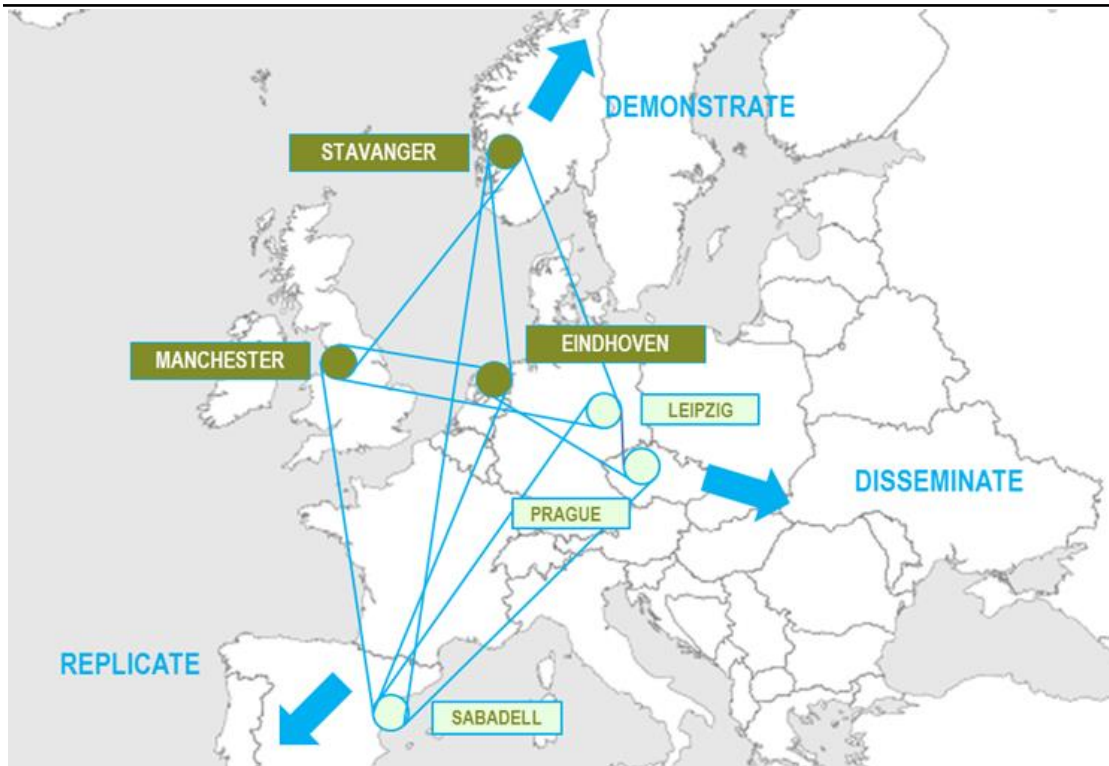 DEMONSTRATE
STAVANGER
EINDHOVEN
MANCHESTER
LEIPZIG
DISSEMINATE
PRAGUE
REPLICATE
SABADELL